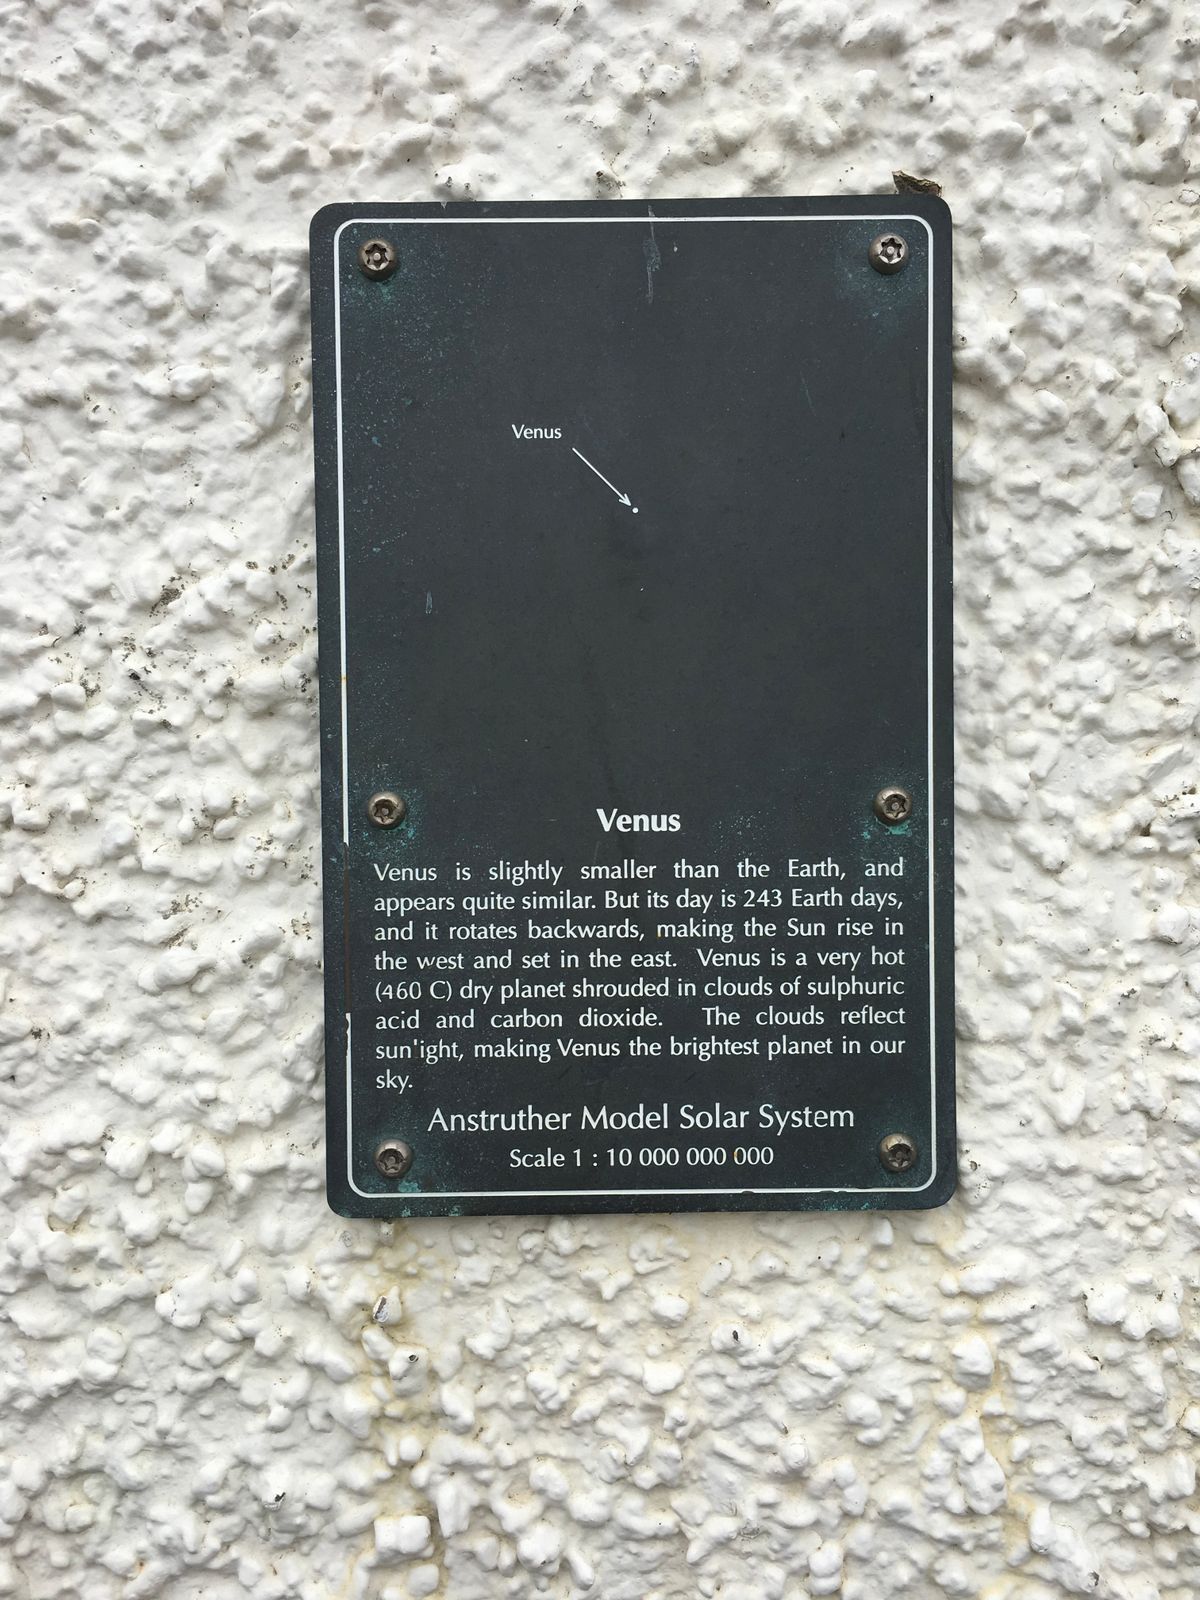 Venus
Venus
Venus is slightly smaller than the Earth, and
appears quite similar. But its day is 243 Earth days,
and it rotates backwards, making the Sun rise in
the west and set in the east. Venus is a very hot
(460 C) dry planet shrouded in clouds of sulphuric
acid and carbon dioxide. The clouds reflect
sun'ight, making Venus the brightest planet in our
sky.
Anstruther Model Solar System
Scale 1 : 10 000 000 000